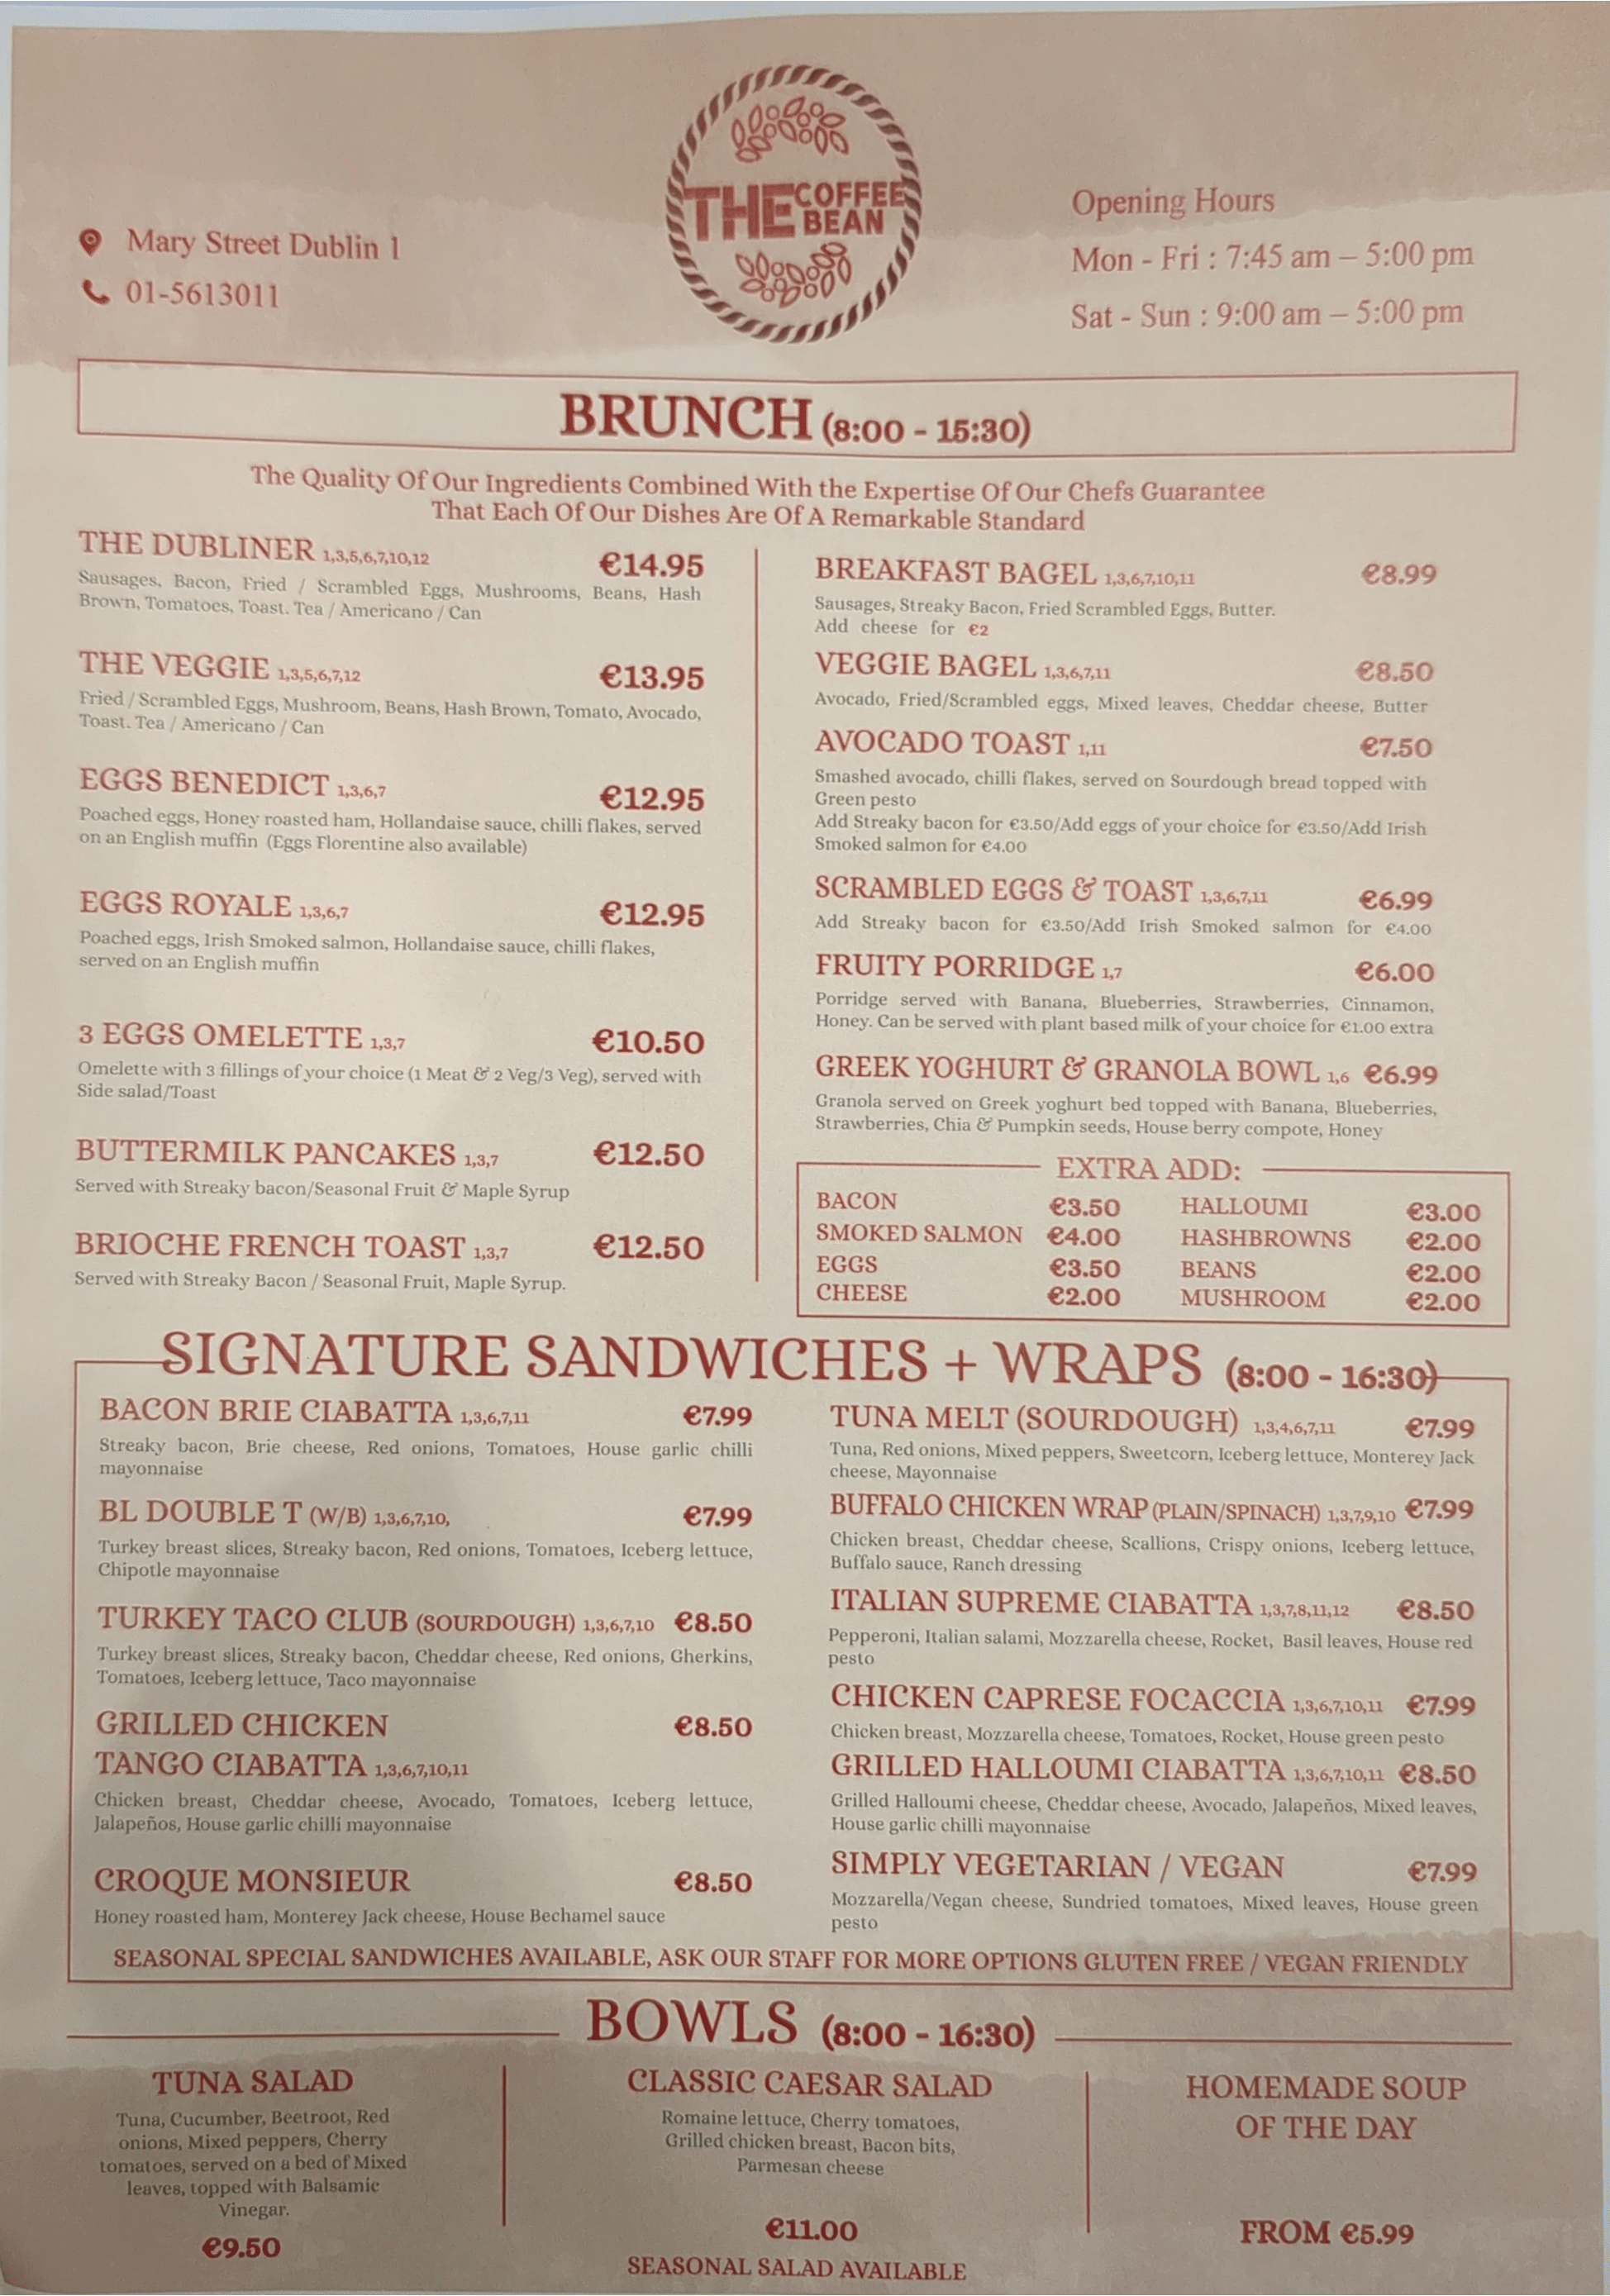 THE COFFEE
BEAN
Mary Street Dublin 1
01-5613011
Opening Hours
Mon - Fri : 7:45 am – 5:00 pm
Sat - Sun : 9:00 am – 5:00 pm
BRUNCH (8:00 - 15:30)
The Quality Of Our Ingredients Combined With the Expertise Of Our Chefs Guarantee
That Each Of Our Dishes Are Of A Remarkable Standard
THE DUBLINER 1,3,5,6,7,10,12 €14.95
Sausages, Bacon, Fried / Scrambled Eggs, Mushrooms, Beans, Hash
Brown, Tomatoes, Toast. Tea / Americano / Can
THE VEGGIE 1,3,5,6,7,12 €13.95
Fried / Scrambled Eggs, Mushroom, Beans, Hash Brown, Tomato, Avocado,
Toast. Tea / Americano / Can
EGGS BENEDICT 1,3,6,7 €12.95
Poached eggs, Honey roasted ham, Hollandaise sauce, chilli flakes, served
on an English muffin (Eggs Florentine also available)
EGGS ROYALE 1,3,6,7 €12.95
Poached eggs, Irish Smoked salmon, Hollandaise sauce, chilli flakes,
served on an English muffin
3 EGGS OMELETTE 1,3,7 €10.50
Omelette with 3 fillings of your choice (1 Meat & 2 Veg/3 Veg), served with
Side salad/Toast
BUTTERMILK PANCAKES 1,3,7 €12.50
Served with Streaky bacon/Seasonal Fruit & Maple Syrup
BRIOCHE FRENCH TOAST 1,3,7 €12.50
Served with Streaky Bacon / Seasonal Fruit, Maple Syrup.
BREAKFAST BAGEL 1,3,6,7,10,11 €8.99
Sausages, Streaky Bacon, Fried Scrambled Eggs, Butter.
Add cheese for €2
VEGGIE BAGEL 1,3,6,7,11 €8.50
Avocado, Fried/Scrambled eggs, Mixed leaves, Cheddar cheese, Butter
AVOCADO TOAST 1,11 €7.50
Smashed avocado, chilli flakes, served on Sourdough bread topped with
Green pesto
Add Streaky bacon for €3.50/Add eggs of your choice for €3.50/Add Irish
Smoked salmon for €4.00
SCRAMBLED EGGS & TOAST 1,3,6,7,11 €6.99
Add Streaky bacon for €3.50/Add Irish Smoked salmon for €4.00
FRUITY PORRIDGE 1,7 €6.00
Porridge served with Banana, Blueberries, Strawberries, Cinnamon,
Honey. Can be served with plant based milk of your choice for €1.00 extra
GREEK YOGHURT & GRANOLA BOWL 1,6 €6.99
Granola served on Greek yoghurt bed topped with Banana, Blueberries,
Strawberries, Chia & Pumpkin seeds, House berry compote, Honey
EXTRA ADD:
BACON €3.50 HALLOUMI €3.00
SMOKED SALMON €4.00 HASHBROWNS €2.00
EGGS €3.50 BEANS €2.00
CHEESE €2.00 MUSHROOM €2.00
SIGNATURE SANDWICHES + WRAPS (8:00 - 16:30)
BACON BRIE CIABATTA 1,3,6,7,11 €7.99
Streaky bacon, Brie cheese, Red onions, Tomatoes, House garlic chilli
mayonnaise
BL DOUBLE T (W/B) 1,3,6,7,10, €7.99
Turkey breast slices, Streaky bacon, Red onions, Tomatoes, Iceberg lettuce,
Chipotle mayonnaise
TURKEY TACO CLUB (SOURDOUGH) 1,3,6,7,10 €8.50
Turkey breast slices, Streaky bacon, Cheddar cheese, Red onions, Gherkins,
Tomatoes, Iceberg lettuce, Taco mayonnaise
GRILLED CHICKEN €8.50
TANGO CIABATTA 1,3,6,7,10,11
Chicken breast, Cheddar cheese, Avocado, Tomatoes, Iceberg lettuce,
Jalapeños, House garlic chilli mayonnaise
CROQUE MONSIEUR €8.50
Honey roasted ham, Monterey Jack cheese, House Bechamel sauce
TUNA MELT (SOURDOUGH) 1,3,4,6,7,11 €7.99
Tuna, Red onions, Mixed peppers, Sweetcorn, Iceberg lettuce, Monterey Jack
cheese, Mayonnaise
BUFFALO CHICKEN WRAP (PLAIN/SPINACH) 1,3,7,9,10 €7.99
Chicken breast, Cheddar cheese, Scallions, Crispy onions, Iceberg lettuce,
Buffalo sauce, Ranch dressing
ITALIAN SUPREME CIABATTA 1,3,7,8,11,12 €8.50
Pepperoni, Italian salami, Mozzarella cheese, Rocket, Basil leaves, House red
pesto
CHICKEN CAPRESE FOCACCIA 1,3,6,7,10,11 €7.99
Chicken breast, Mozzarella cheese, Tomatoes, Rocket, House green pesto
GRILLED HALLOUMI CIABATTA 1,3,6,7,10,11 €8.50
Grilled Halloumi cheese, Cheddar cheese, Avocado, Jalapeños, Mixed leaves,
House garlic chilli mayonnaise
SIMPLY VEGETARIAN / VEGAN €7.99
Mozzarella/Vegan cheese, Sundried tomatoes, Mixed leaves, House green
pesto
SEASONAL SPECIAL SANDWICHES AVAILABLE, ASK OUR STAFF FOR MORE OPTIONS GLUTEN FREE / VEGAN FRIENDLY
BOWLS (8:00 - 16:30)
TUNA SALAD
Tuna, Cucumber, Beetroot, Red
onions, Mixed peppers, Cherry
tomatoes, served on a bed of Mixed
leaves, topped with Balsamic
Vinegar.
€9.50
CLASSIC CAESAR SALAD
Romaine lettuce, Cherry tomatoes,
Grilled chicken breast, Bacon bits,
Parmesan cheese
€11.00
SEASONAL SALAD AVAILABLE
HOMEMADE SOUP
OF THE DAY
FROM €5.99